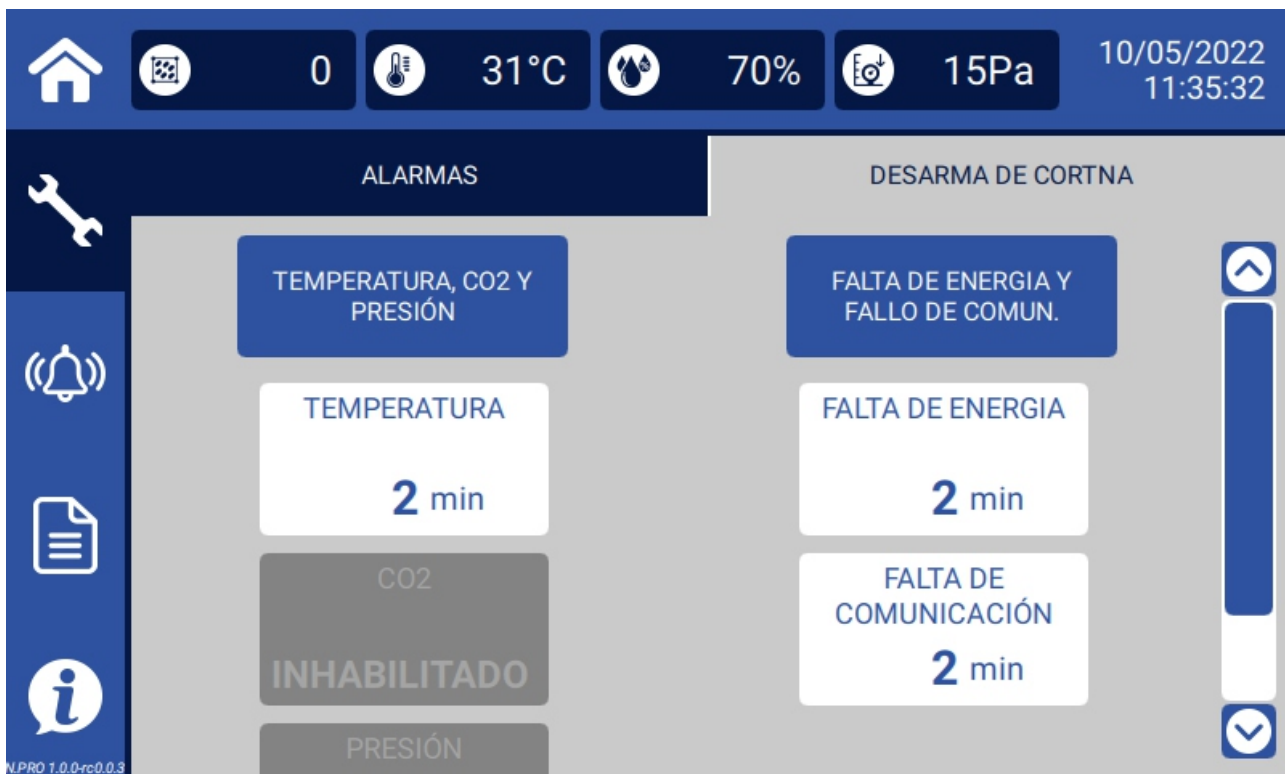 0
31°C
70%
15Pa
10/05/2022
11:35:32
ALARMAS
DESARMA DE CORTNA
TEMPERATURA, CO2 Y
PRESIÓN
FALTA DE ENERGIA Y
FALLO DE COMUN.
TEMPERATURA
2 min
FALTA DE ENERGIA
2 min
CO2
INHABILITADO
FALTA DE
COMUNICACIÓN
2 min
PRESIÓN
N.PRO 1.0.0-rc0.0.3